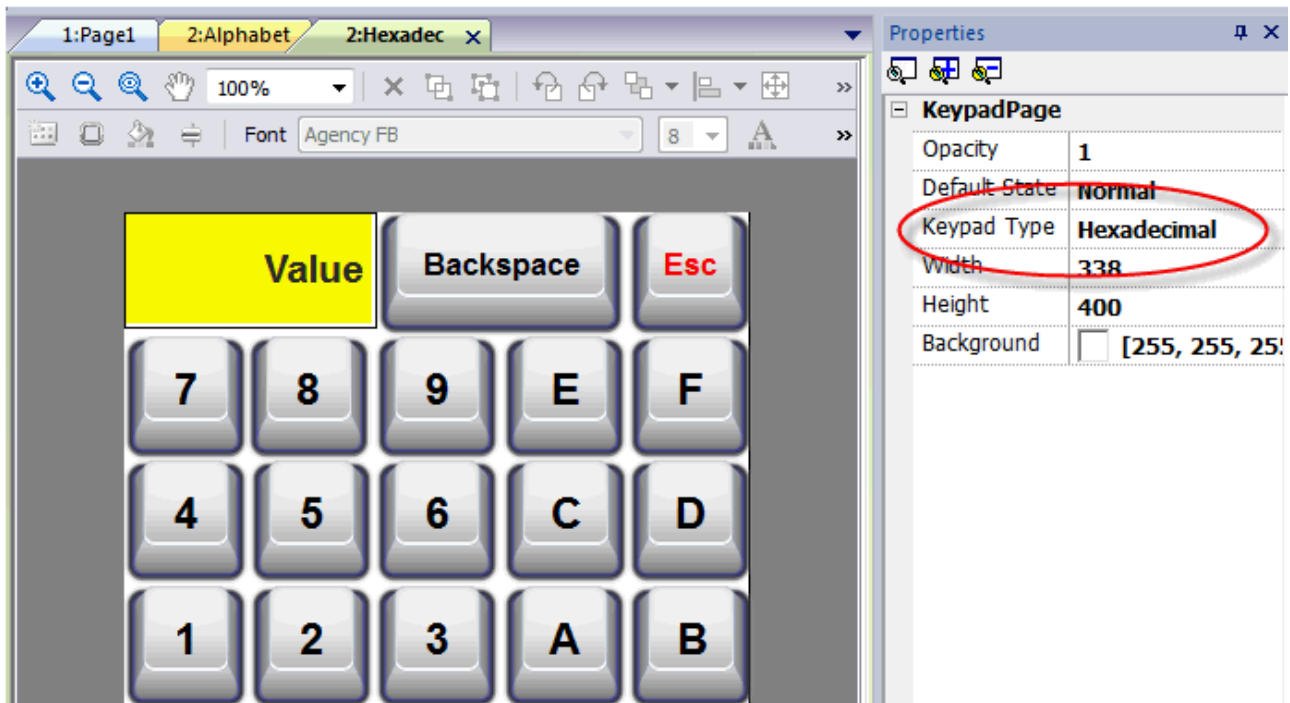 1:Page1 2:Alphabet 2:Hexadec x
100%
Font Agency FB 8 A
Value Backspace Esc
7 8 9 E F
4 5 6 C D
1 2 3 A B
Properties
KeypadPage
Opacity 1
Default State Normal
Keypad Type Hexadecimal
Width 338
Height 400
Background [255, 255, 255